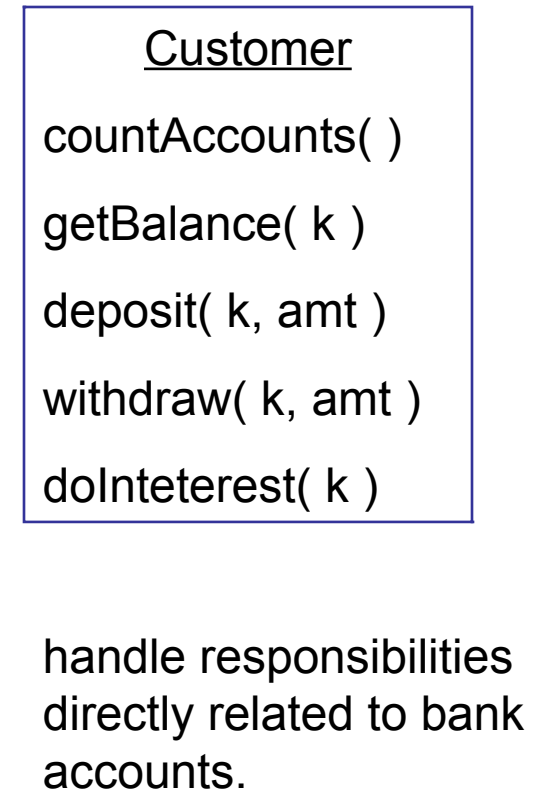 Customer
countAccounts( )
getBalance( k )
deposit( k, amt )
withdraw( k, amt )
doInteterest( k )
handle responsibilities
directly related to bank
accounts.